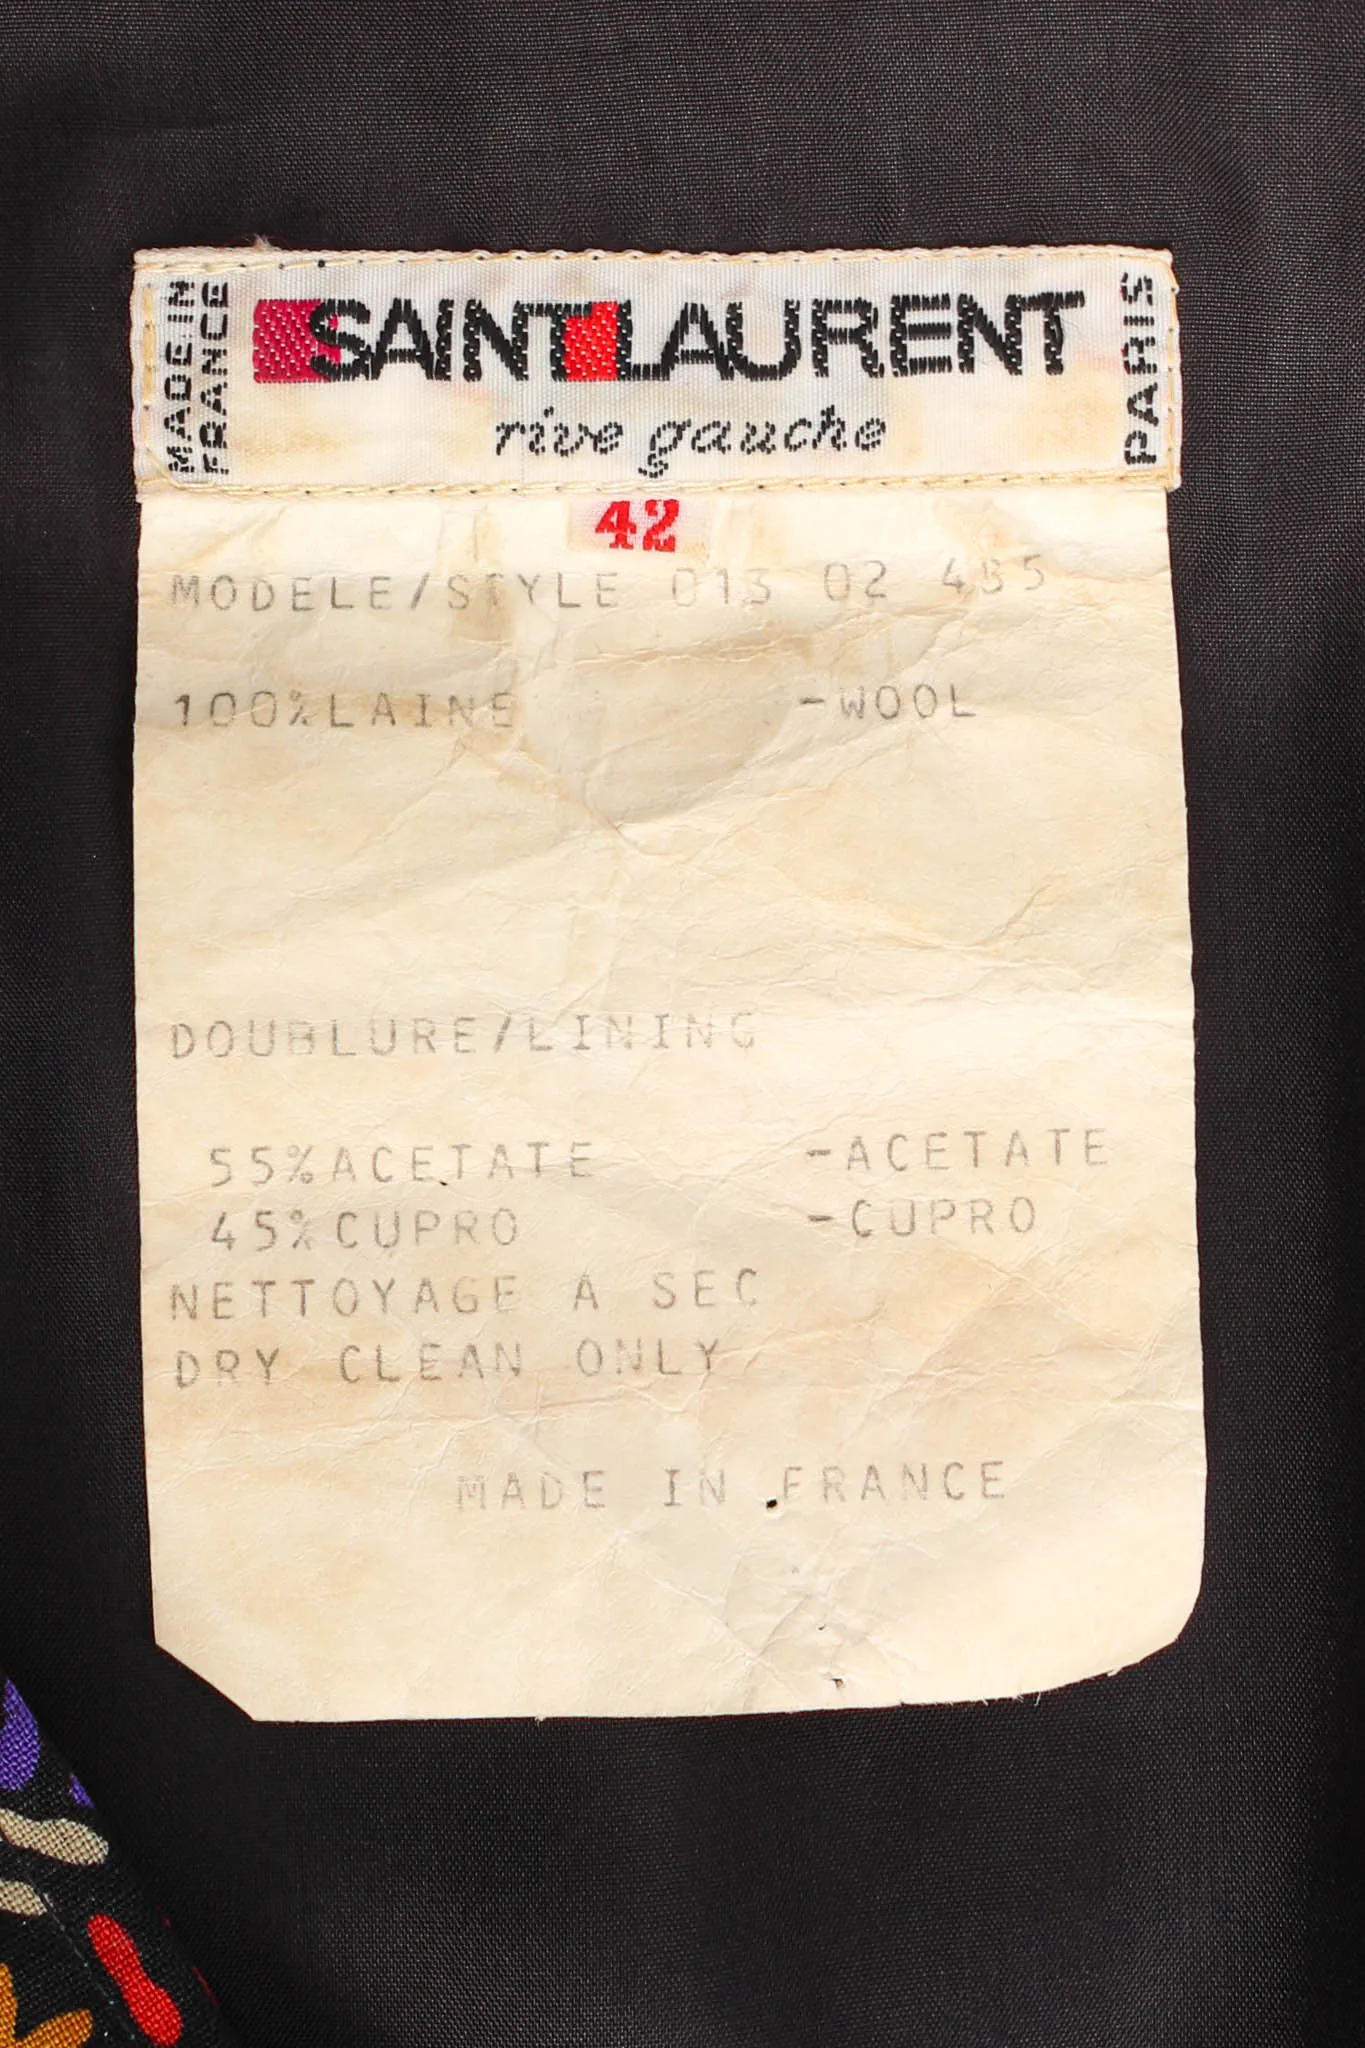 MADE IN
FRANCE
SAINT LAURENT
rive gauche
PARIS
42
MODELE/STYLE 013 02 485
100%LAINE -WOOL
DOUBLURE/LINING
55%ACETATE -ACETATE
45%CUPRO -CUPRO
NETTOYAGE A SEC
DRY CLEAN ONLY
MADE IN FRANCE